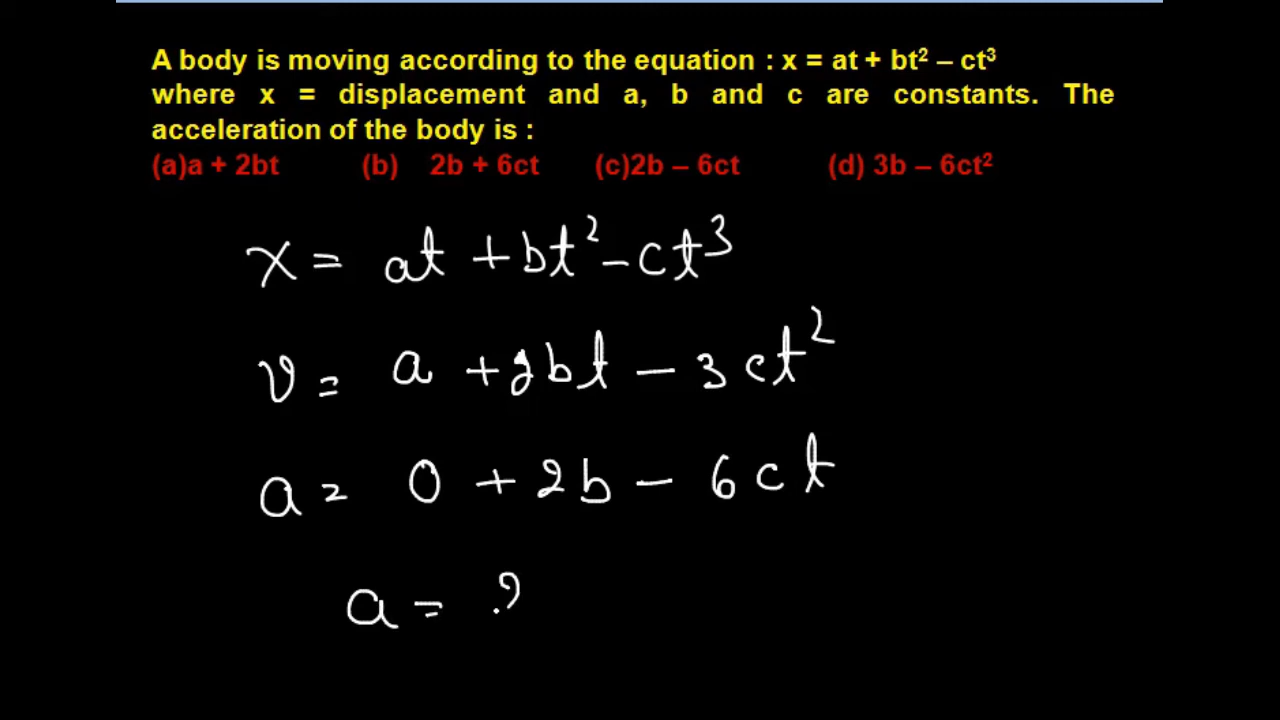 A body is moving according to the equation : x = at + bt² – ct³
where x = displacement and a, b and c are constants. The
acceleration of the body is :
(a)a + 2bt (b) 2b + 6ct (c)2b – 6ct (d) 3b – 6ct²
x = at + bt² - ct³
v = a + 2bt - 3ct²
a = 0 + 2b - 6ct
a =